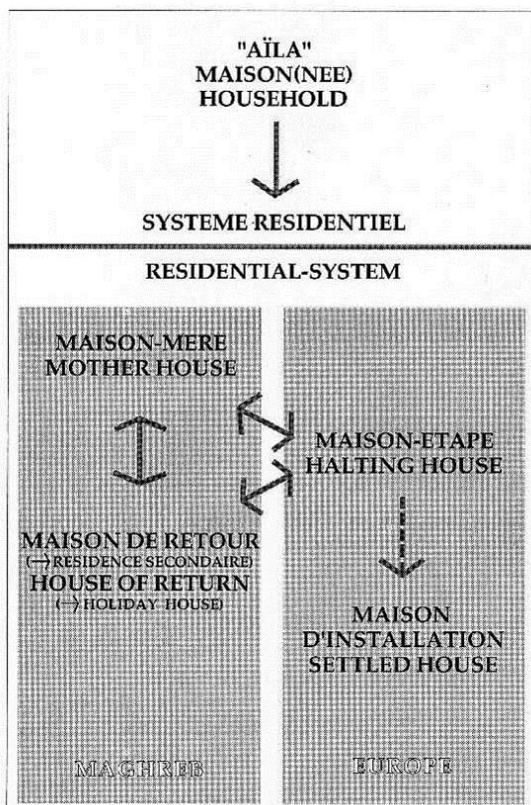 "AÏLA"
MAISON(NEE)
HOUSEHOLD
SYSTEME RESIDENTIEL
RESIDENTIAL-SYSTEM
MAISON-MERE
MOTHER HOUSE
MAISON DE RETOUR
(→RESIDENCE SECONDAIRE)
HOUSE OF RETURN
(→HOLIDAY HOUSE)
MAGHREB
MAISON-ETAPE
HALTING HOUSE
MAISON
D'INSTALLATION
SETTLED HOUSE
EUROPE